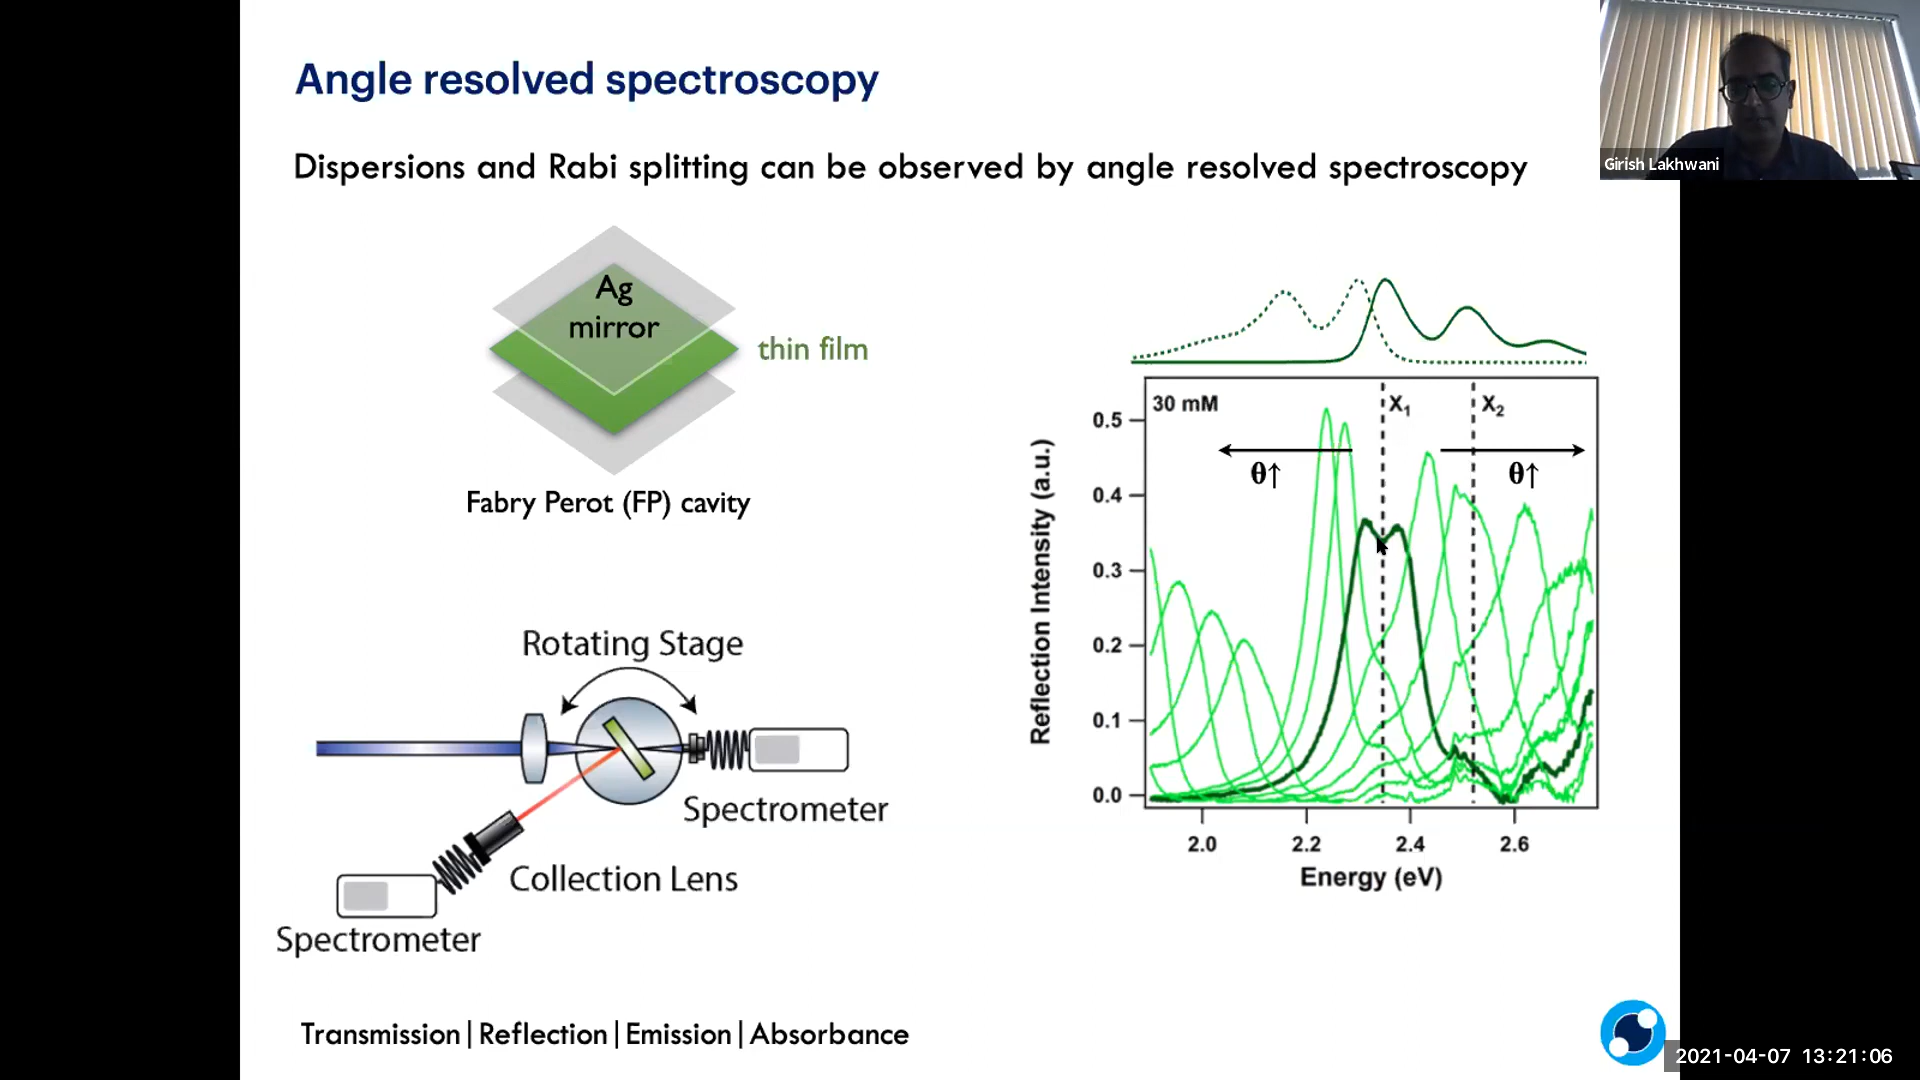 Angle resolved spectroscopy
Girish Lakhwani
Dispersions and Rabi splitting can be observed by angle resolved spectroscopy
Ag
mirror
thin film
Fabry Perot (FP) cavity
30 mM
X₁
X₂
θ↑
θ↑
0.5
0.4
0.3
0.2
0.1
0.0
Reflection Intensity (a.u.)
2.0 2.2 2.4 2.6
Energy (eV)
Rotating Stage
Spectrometer
Collection Lens
Spectrometer
Transmission|Reflection|Emission|Absorbance
2021-04-07 13:21:06